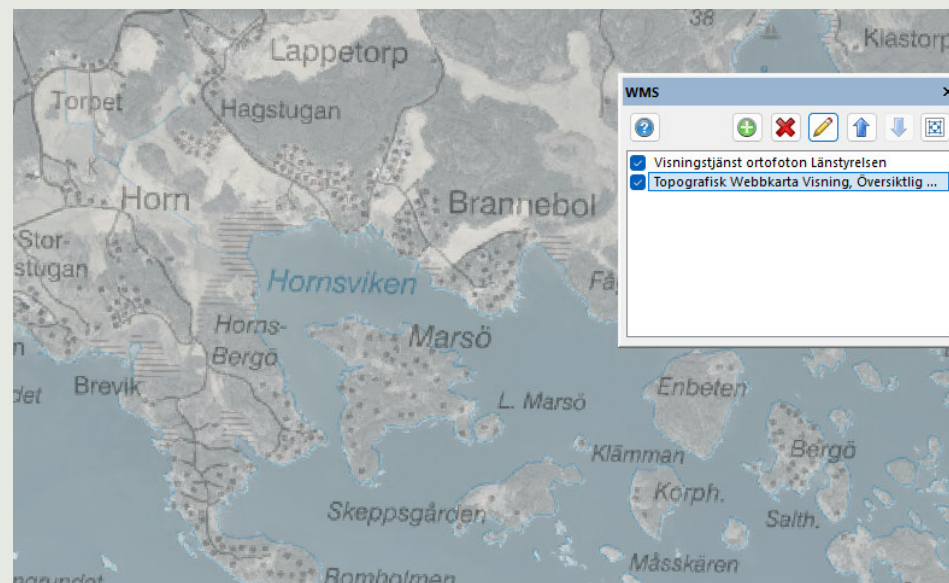 38
Klastorp
Lappetorp
Torpet
Hagstugan
Horn
Brannebol
Stor-
stugan
Hornsviken
Horns-
Bergö
Marsö
Brevik
L. Marsö
Enbeten
Klämman
Bergö
Korph.
Skeppsgården
Salth.
Måsskären
Bomholmen
WMS
Visningstjänst ortofoton Länstyrelsen
Topografisk Webbkarta Visning, Översiktlig ...